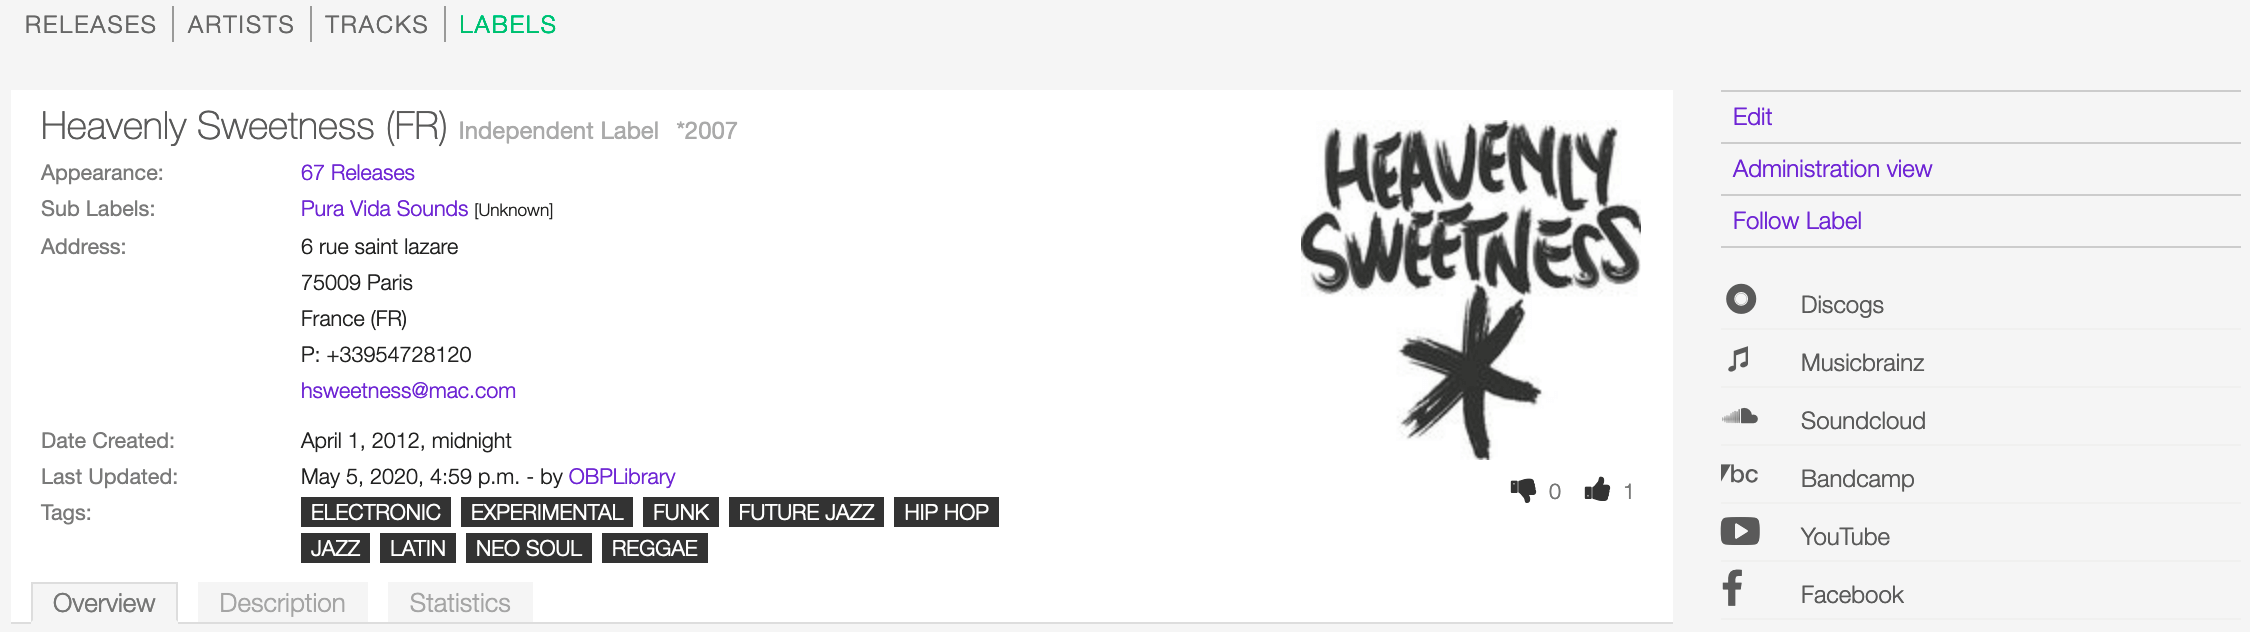 RELEASES ARTISTS TRACKS LABELS
Heavenly Sweetness (FR) Independent Label *2007
Appearance: 67 Releases
Sub Labels: Pura Vida Sounds [Unknown]
Address: 6 rue saint lazare
75009 Paris
France (FR)
P: +33954728120
hsweetness@mac.com
Date Created: April 1, 2012, midnight
Last Updated: May 5, 2020, 4:59 p.m. - by OBPLibrary
Tags: ELECTRONIC EXPERIMENTAL FUNK FUTURE JAZZ HIP HOP
JAZZ LATIN NEO SOUL REGGAE
HEAVENLY
SWEETNESS
0 1
Overview Description Statistics
Edit
Administration view
Follow Label
Discogs
Musicbrainz
Soundcloud
bc Bandcamp
YouTube
f Facebook